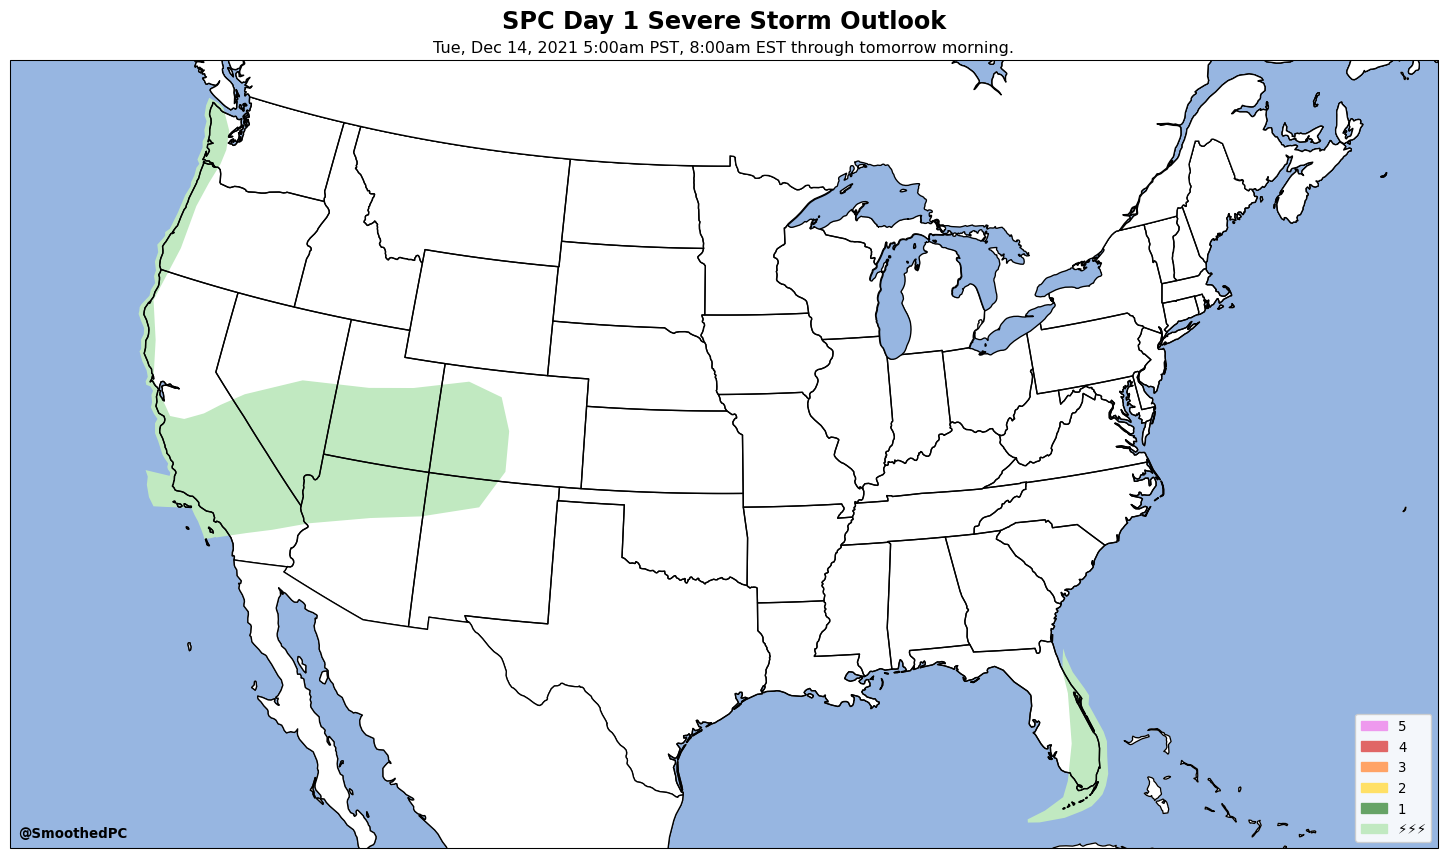 SPC Day 1 Severe Storm Outlook
Tue, Dec 14, 2021 5:00am PST, 8:00am EST through tomorrow morning.
5
4
3
2
1
⚡⚡⚡
@SmoothedPC